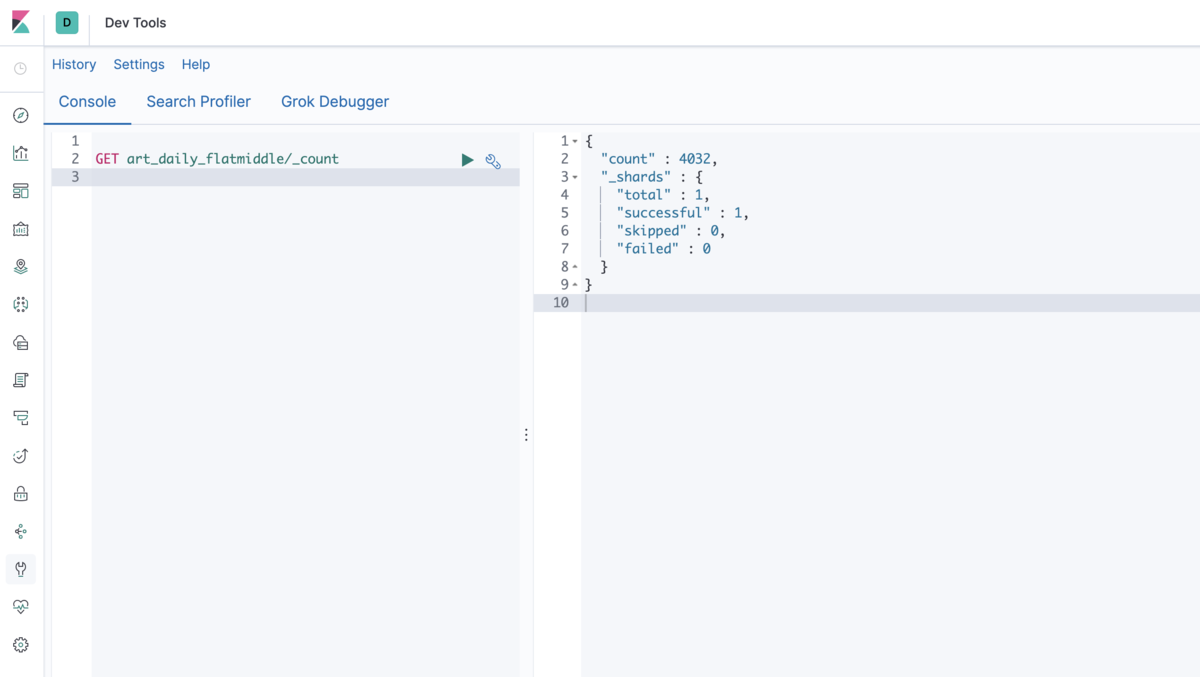 D Dev Tools
History Settings Help
Console Search Profiler Grok Debugger
1
2 GET art_daily_flatmiddle/_count
3
1 {
2 "count" : 4032,
3 "_shards" : {
4 "total" : 1,
5 "successful" : 1,
6 "skipped" : 0,
7 "failed" : 0
8 }
9 }
10